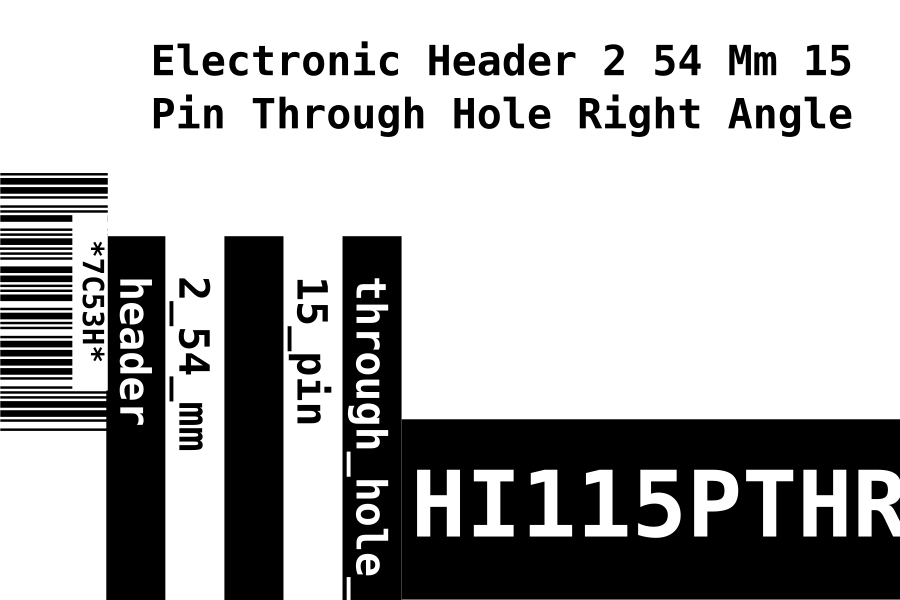 Electronic Header 2 54 Mm 15
Pin Through Hole Right Angle
*7C53H*
header
2_54_mm
15_pin
through_hole_
HI115PTHR